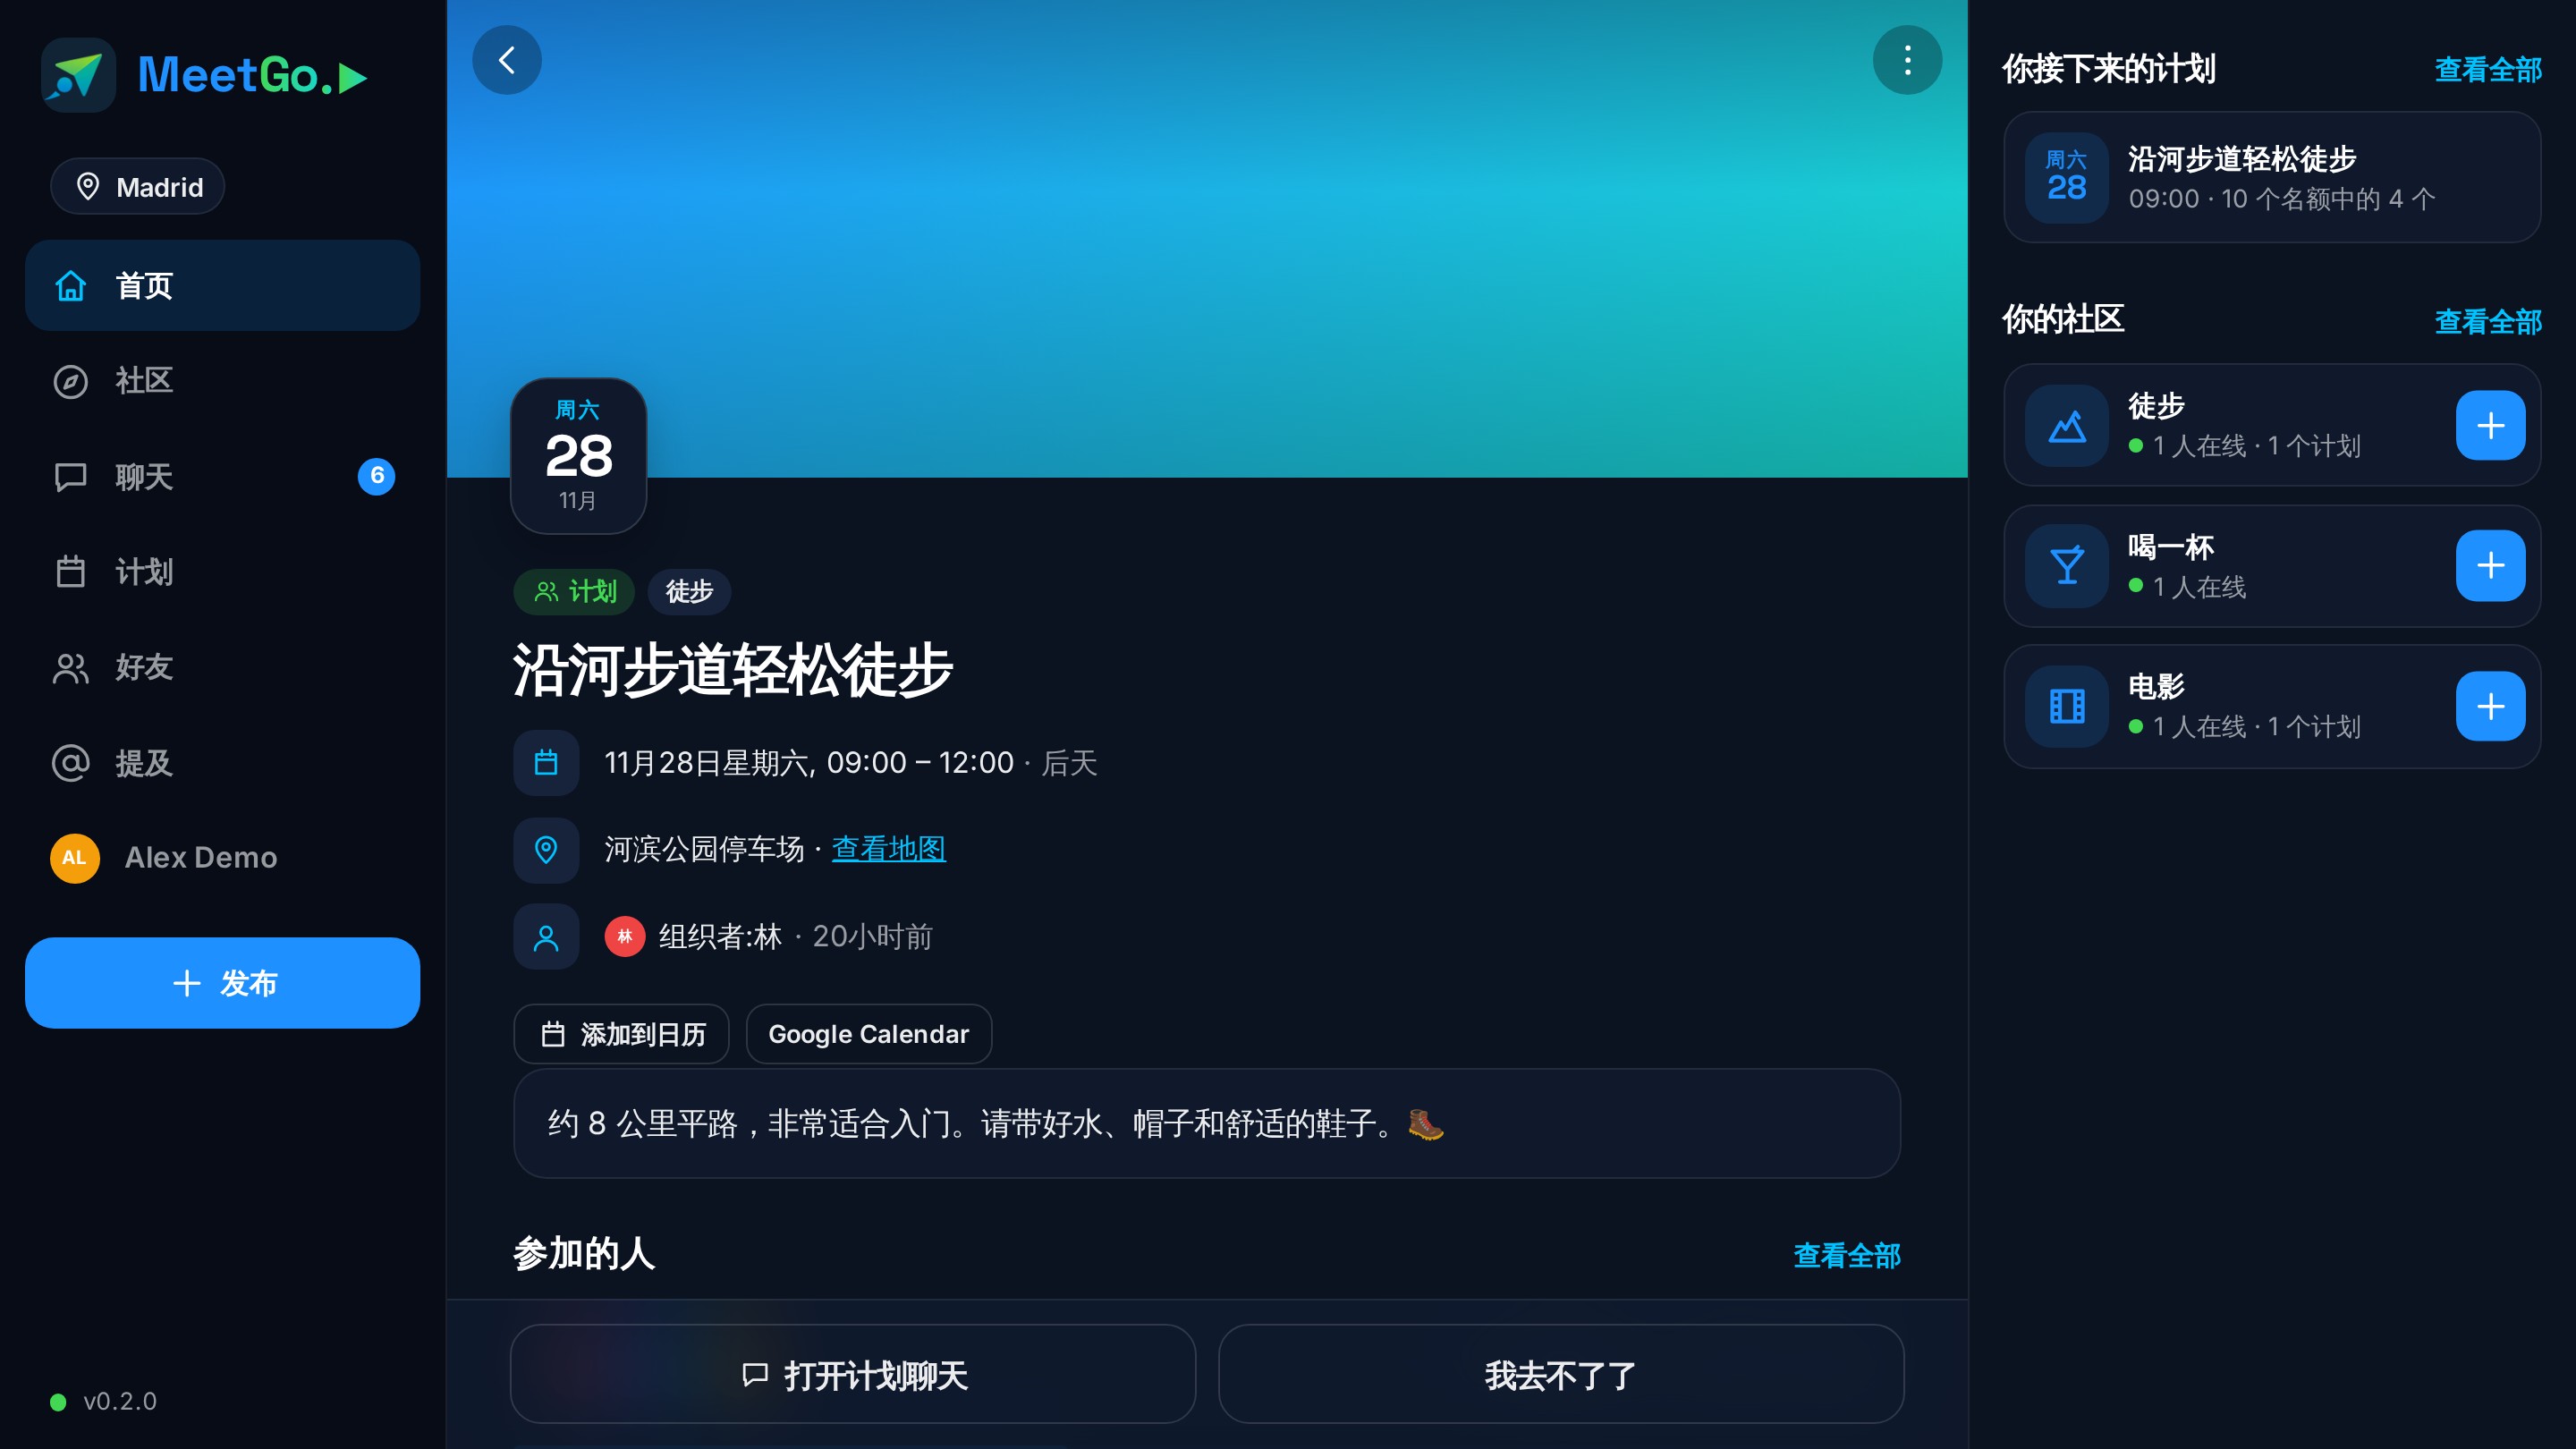 MeetGo.
Madrid
首页
社区
聊天
6
计划
好友
提及
AL
Alex Demo
发布
v0.2.0
周六
28
11月
计划
徒步
沿河步道轻松徒步
11月28日星期六, 09:00 – 12:00 · 后天
河滨公园停车场 · 查看地图
林
组织者:林 · 20小时前
添加到日历
Google Calendar
约 8 公里平路，非常适合入门。请带好水、帽子和舒适的鞋子。🥾
参加的人
查看全部
打开计划聊天
我去不了了
你接下来的计划
查看全部
周六
28
沿河步道轻松徒步
09:00 · 10 个名额中的 4 个
你的社区
查看全部
徒步
1 人在线 · 1 个计划
喝一杯
1 人在线
电影
1 人在线 · 1 个计划